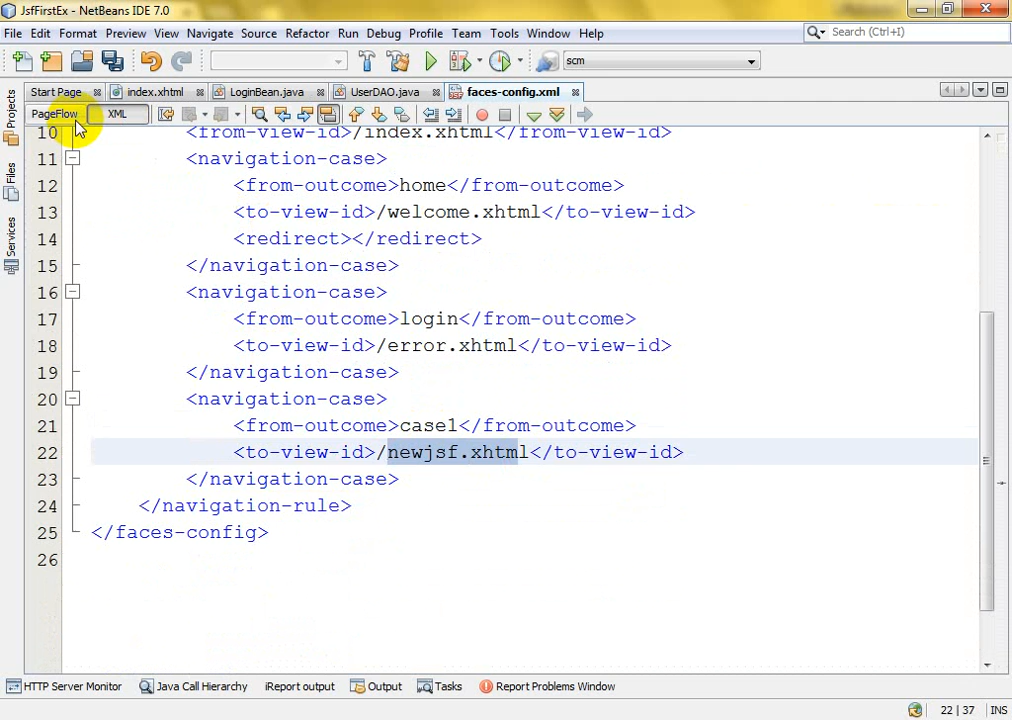 JsfFirstEx - NetBeans IDE 7.0
File Edit Format Preview View Navigate Source Refactor Run Debug Profile Team Tools Window Help
Search (Ctrl+I)
scm
Start Page index.xhtml LoginBean.java UserDAO.java faces-config.xml
PageFlow XML
Projects
Files
Services
10 <from-view-id>/index.xhtml</from-view-id>
11 <navigation-case>
12 <from-outcome>home</from-outcome>
13 <to-view-id>/welcome.xhtml</to-view-id>
14 <redirect></redirect>
15 </navigation-case>
16 <navigation-case>
17 <from-outcome>login</from-outcome>
18 <to-view-id>/error.xhtml</to-view-id>
19 </navigation-case>
20 <navigation-case>
21 <from-outcome>case1</from-outcome>
22 <to-view-id>/newjsf.xhtml</to-view-id>
23 </navigation-case>
24 </navigation-rule>
25 </faces-config>
26
HTTP Server Monitor Java Call Hierarchy iReport output Output Tasks Report Problems Window
22 | 37 INS